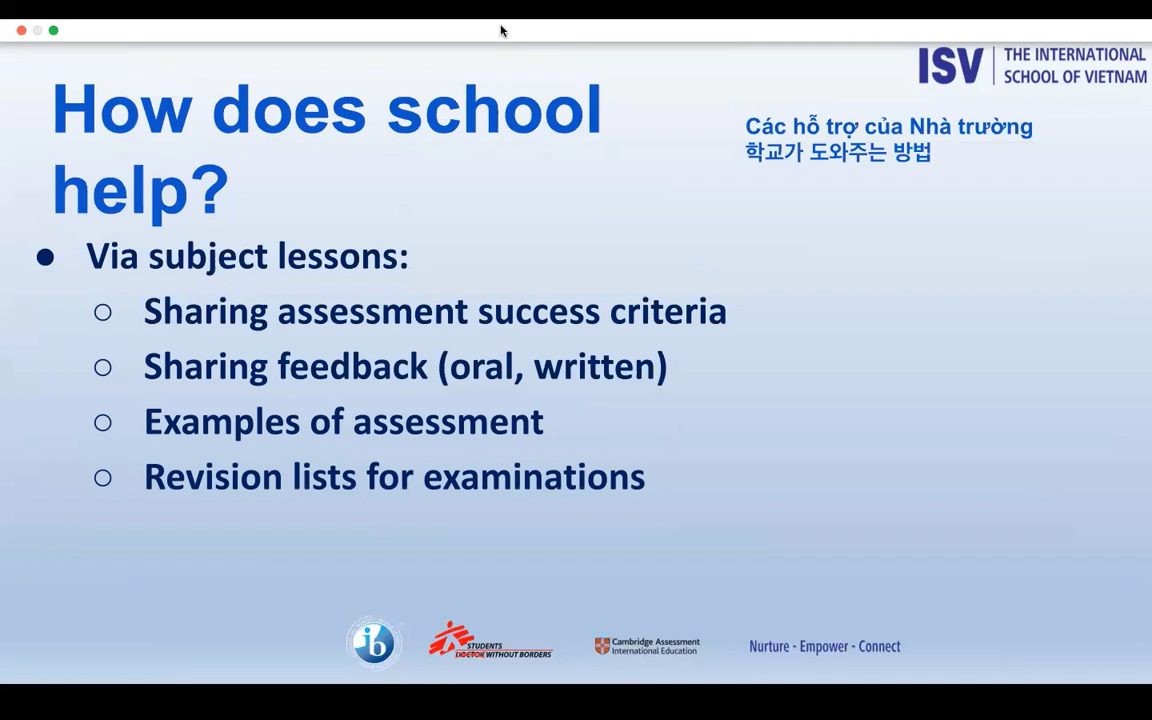 ISV
THE INTERNATIONAL
SCHOOL OF VIETNAM
How does school
help?
Các hỗ trợ của Nhà trường
학교가 도와주는 방법
● Via subject lessons:
○ Sharing assessment success criteria
○ Sharing feedback (oral, written)
○ Examples of assessment
○ Revision lists for examinations
ib
STUDENTS
DOCTOR WITHOUT BORDERS
Cambridge Assessment
International Education
Nurture - Empower - Connect